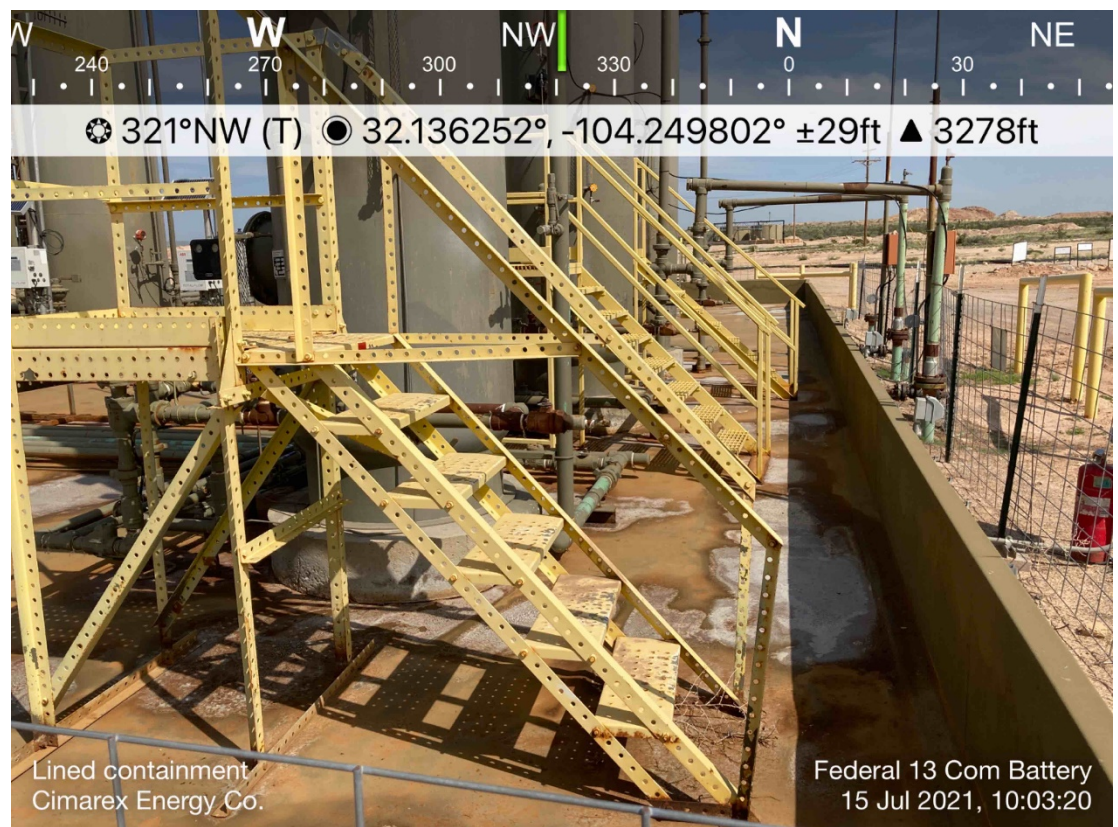 W W NW N NE
240 270 300 330 0 30
321°NW (T) 32.136252°, -104.249802° ±29ft ▲ 3278ft
Lined containment
Cimarex Energy Co.
Federal 13 Com Battery
15 Jul 2021, 10:03:20